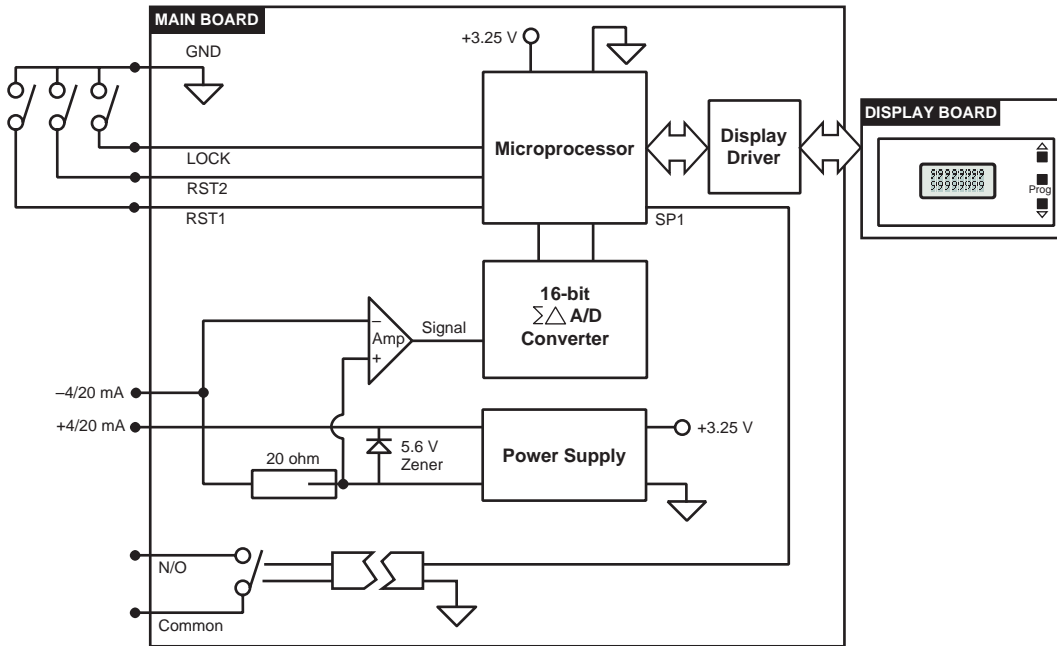 MAIN BOARD
GND
+3.25 V
DISPLAY BOARD
Microprocessor
Display
Driver
Prog
LOCK
RST2
RST1
SP1
16-bit
ΣΔ A/D
Converter
–
Amp
+
Signal
–4/20 mA
+4/20 mA
20 ohm
5.6 V
Zener
Power Supply
+3.25 V
N/O
Common